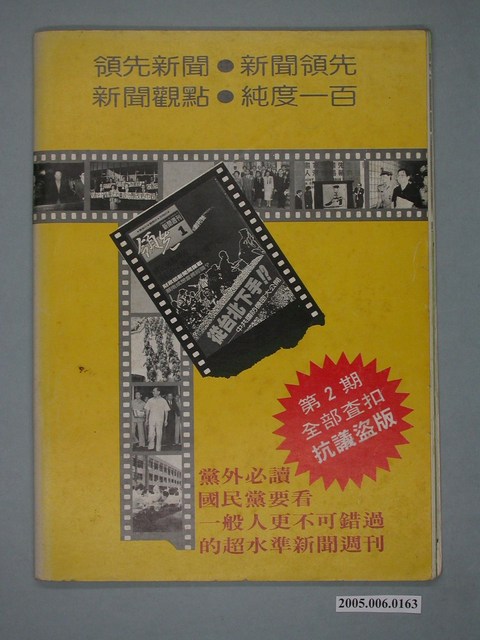 領先新聞●新聞領先
新聞觀點●純度一百
領先
1
從台北下手!?
第2期
全部查扣
抗議盜版
黨外必讀
國民黨要看
一般人更不可錯過
的超水準新聞週刊
2005.006.0163